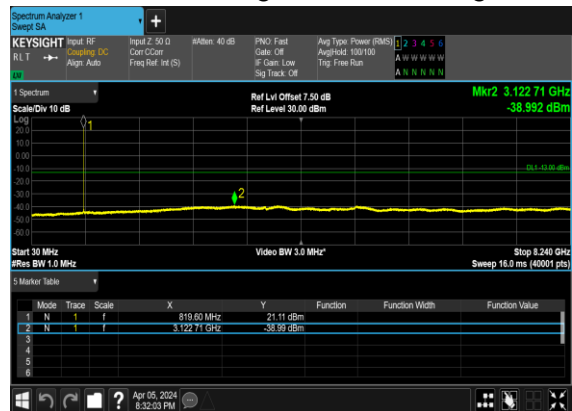 Spectrum Analyzer 1
Swept SA
+
KEYSIGHT Input: RF Input Z: 50 Ω #Atten: 40 dB PNO: Fast Avg Type: Power (RMS) 1 2 3 4 5 6
RLT Coupling: DC Corr CCorr Gate: Off Avg|Hold: 100/100 A W W W W W
Align: Auto Freq Ref: Int (S) IF Gain: Low Trig: Free Run
LXI Sig Track: Off A N N N N N
1 Spectrum Ref Lvl Offset 7.50 dB Mkr2 3.122 71 GHz
Scale/Div 10 dB Ref Level 30.00 dBm -38.992 dBm
Log
20.0
10.0
0.00
-10.0
-20.0
-30.0
-40.0
-50.0
-60.0
1
DL1 -13.00 dBm
2
Start 30 MHz Video BW 3.0 MHz* Stop 8.240 GHz
#Res BW 1.0 MHz Sweep 16.0 ms (40001 pts)
5 Marker Table
Mode Trace Scale X Y Function Function Width Function Value
1 N 1 f 819.60 MHz 21.11 dBm
2 N 1 f 3.122 71 GHz -38.99 dBm
3
4
5
6
? Apr 05, 2024
8:32:03 PM